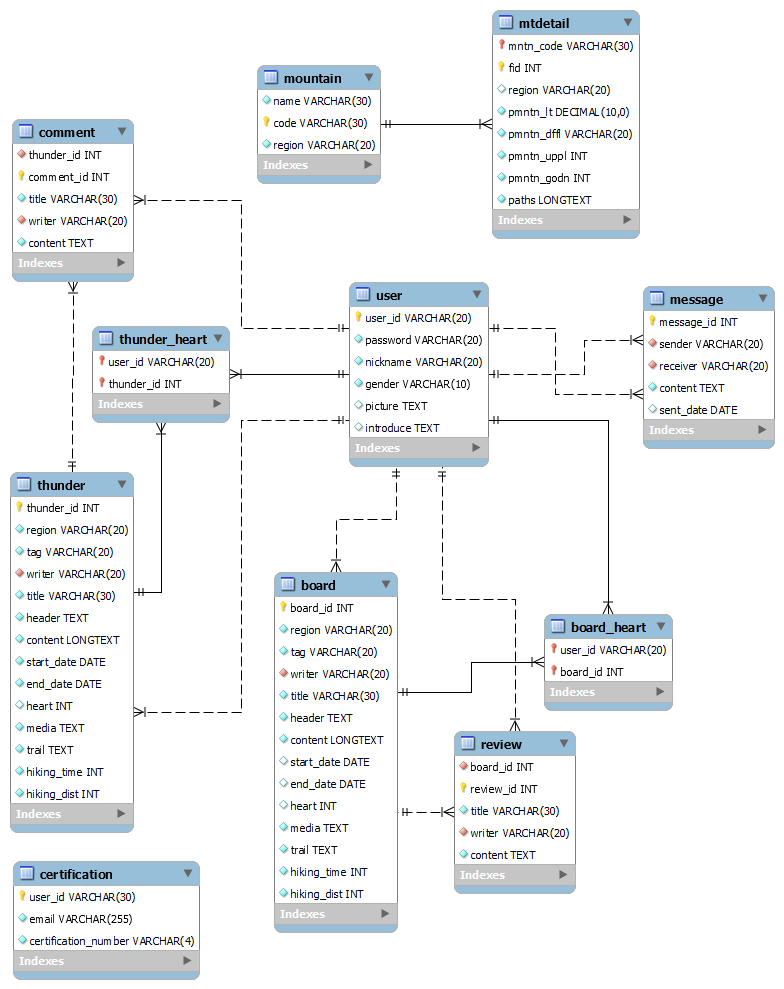 mtdetail
mntn_code VARCHAR(30)
fid INT
region VARCHAR(20)
pmntn_lt DECIMAL(10,0)
pmntn_dffl VARCHAR(20)
pmntn_uppl INT
pmntn_godn INT
paths LONGTEXT
Indexes
mountain
name VARCHAR(30)
code VARCHAR(30)
region VARCHAR(20)
Indexes
comment
thunder_id INT
comment_id INT
title VARCHAR(30)
writer VARCHAR(20)
content TEXT
Indexes
user
user_id VARCHAR(20)
password VARCHAR(20)
nickname VARCHAR(20)
gender VARCHAR(10)
picture TEXT
introduce TEXT
Indexes
message
message_id INT
sender VARCHAR(20)
receiver VARCHAR(20)
content TEXT
sent_date DATE
Indexes
thunder_heart
user_id VARCHAR(20)
thunder_id INT
Indexes
thunder
thunder_id INT
region VARCHAR(20)
tag VARCHAR(20)
writer VARCHAR(20)
title VARCHAR(30)
header TEXT
content LONGTEXT
start_date DATE
end_date DATE
heart INT
media TEXT
trail TEXT
hiking_time INT
hiking_dist INT
Indexes
board
board_id INT
region VARCHAR(20)
tag VARCHAR(20)
writer VARCHAR(20)
title VARCHAR(30)
header TEXT
content LONGTEXT
start_date DATE
end_date DATE
heart INT
media TEXT
trail TEXT
hiking_time INT
hiking_dist INT
Indexes
board_heart
user_id VARCHAR(20)
board_id INT
Indexes
review
board_id INT
review_id INT
title VARCHAR(30)
writer VARCHAR(20)
content TEXT
Indexes
certification
user_id VARCHAR(30)
email VARCHAR(255)
certification_number VARCHAR(4)
Indexes